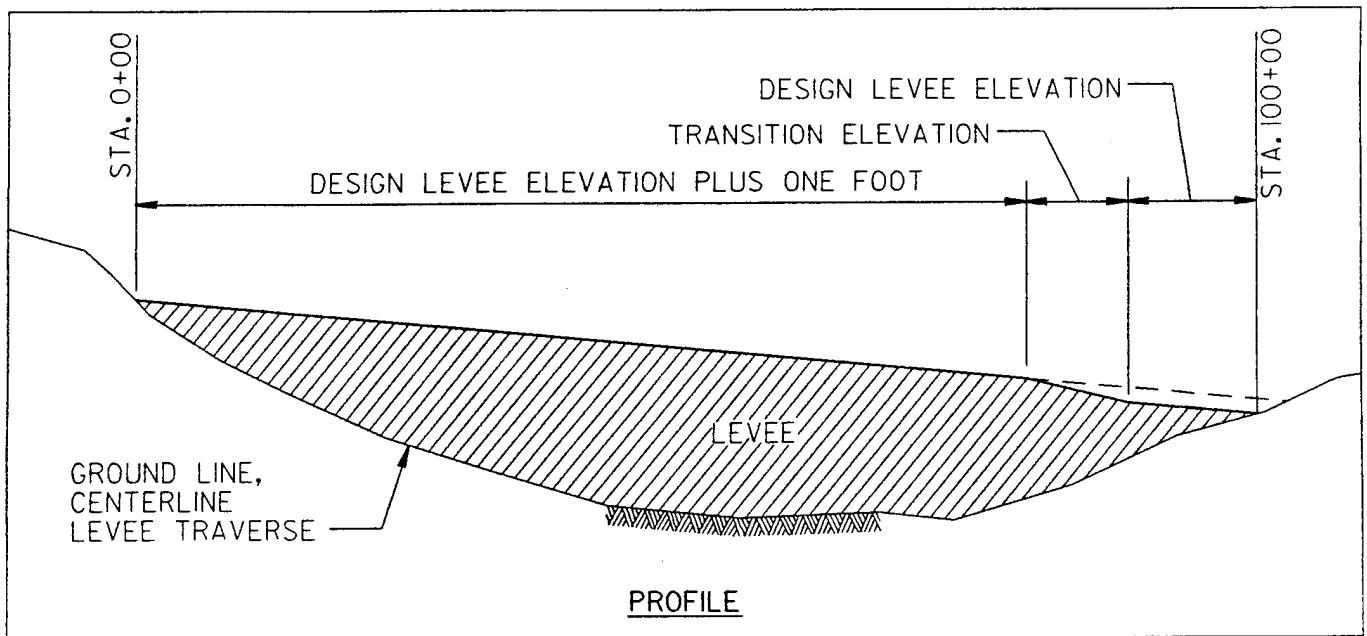 STA. 0+00
STA. 100+00
DESIGN LEVEE ELEVATION
TRANSITION ELEVATION
DESIGN LEVEE ELEVATION PLUS ONE FOOT
LEVEE
GROUND LINE,
CENTERLINE
LEVEE TRAVERSE
PROFILE